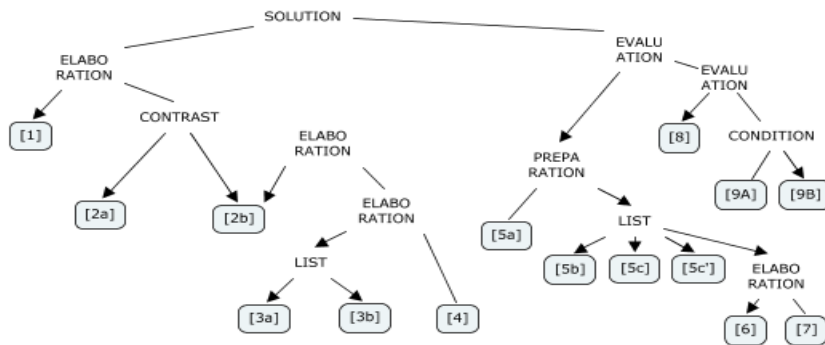 SOLUTION
EVALU
ATION
ELABO
RATION
EVALU
ATION
[1]
CONTRAST
[8]
CONDITION
ELABO
RATION
PREPA
RATION
[9A]
[9B]
[2a]
[2b]
ELABO
RATION
[5a]
LIST
LIST
[5b]
[5c]
[5c']
ELABO
RATION
[3a]
[3b]
[4]
[6]
[7]